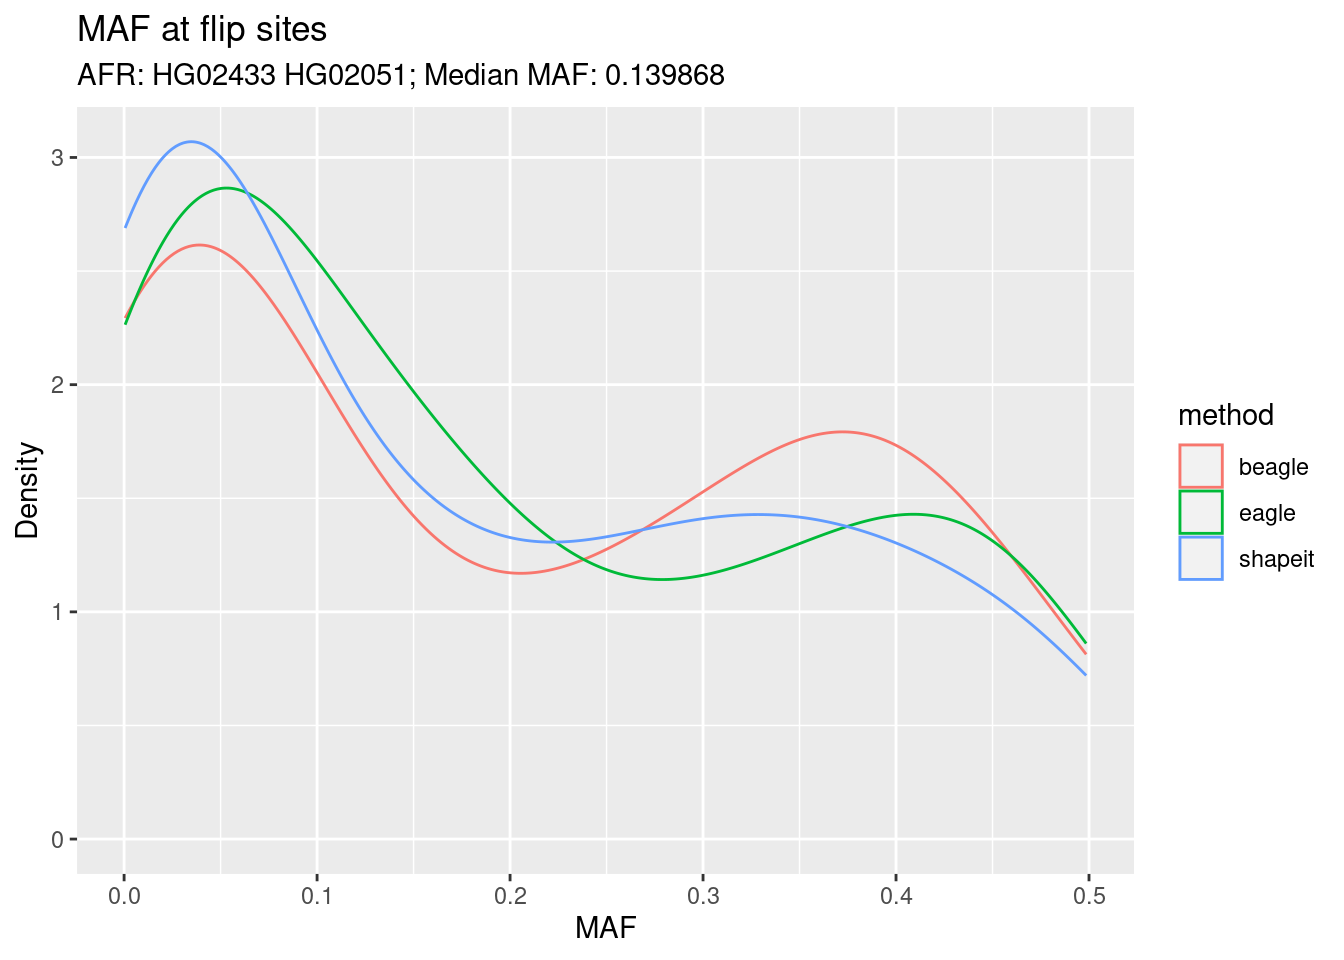 MAF at flip sites
AFR: HG02433 HG02051; Median MAF: 0.139868
3
2
1
0
Density
0.0 0.1 0.2 0.3 0.4 0.5
MAF
method
beagle
eagle
shapeit